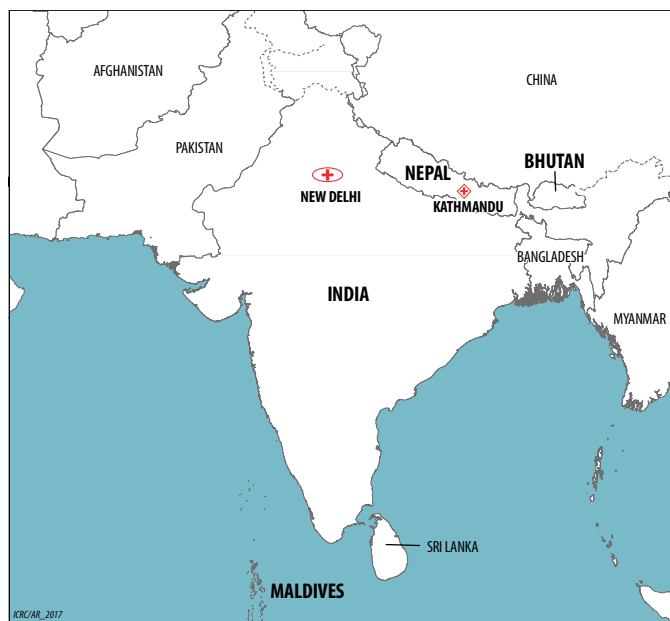 AFGHANISTAN
CHINA
PAKISTAN
NEPAL
BHUTAN
NEW DELHI
KATHMANDU
BANGLADESH
INDIA
MYANMAR
SRI LANKA
MALDIVES
ICRC/AR_2017